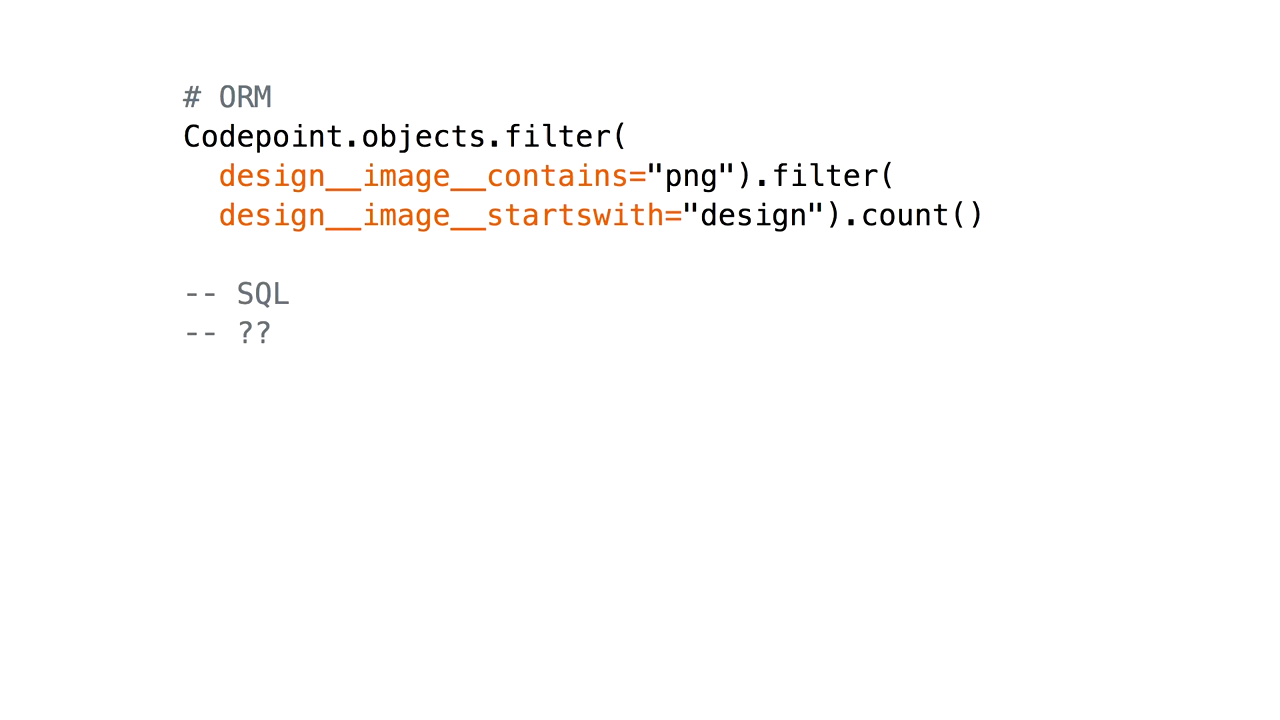 # ORM
Codepoint.objects.filter(
design__image__contains="png").filter(
design__image__startswith="design").count()
-- SQL
-- ??